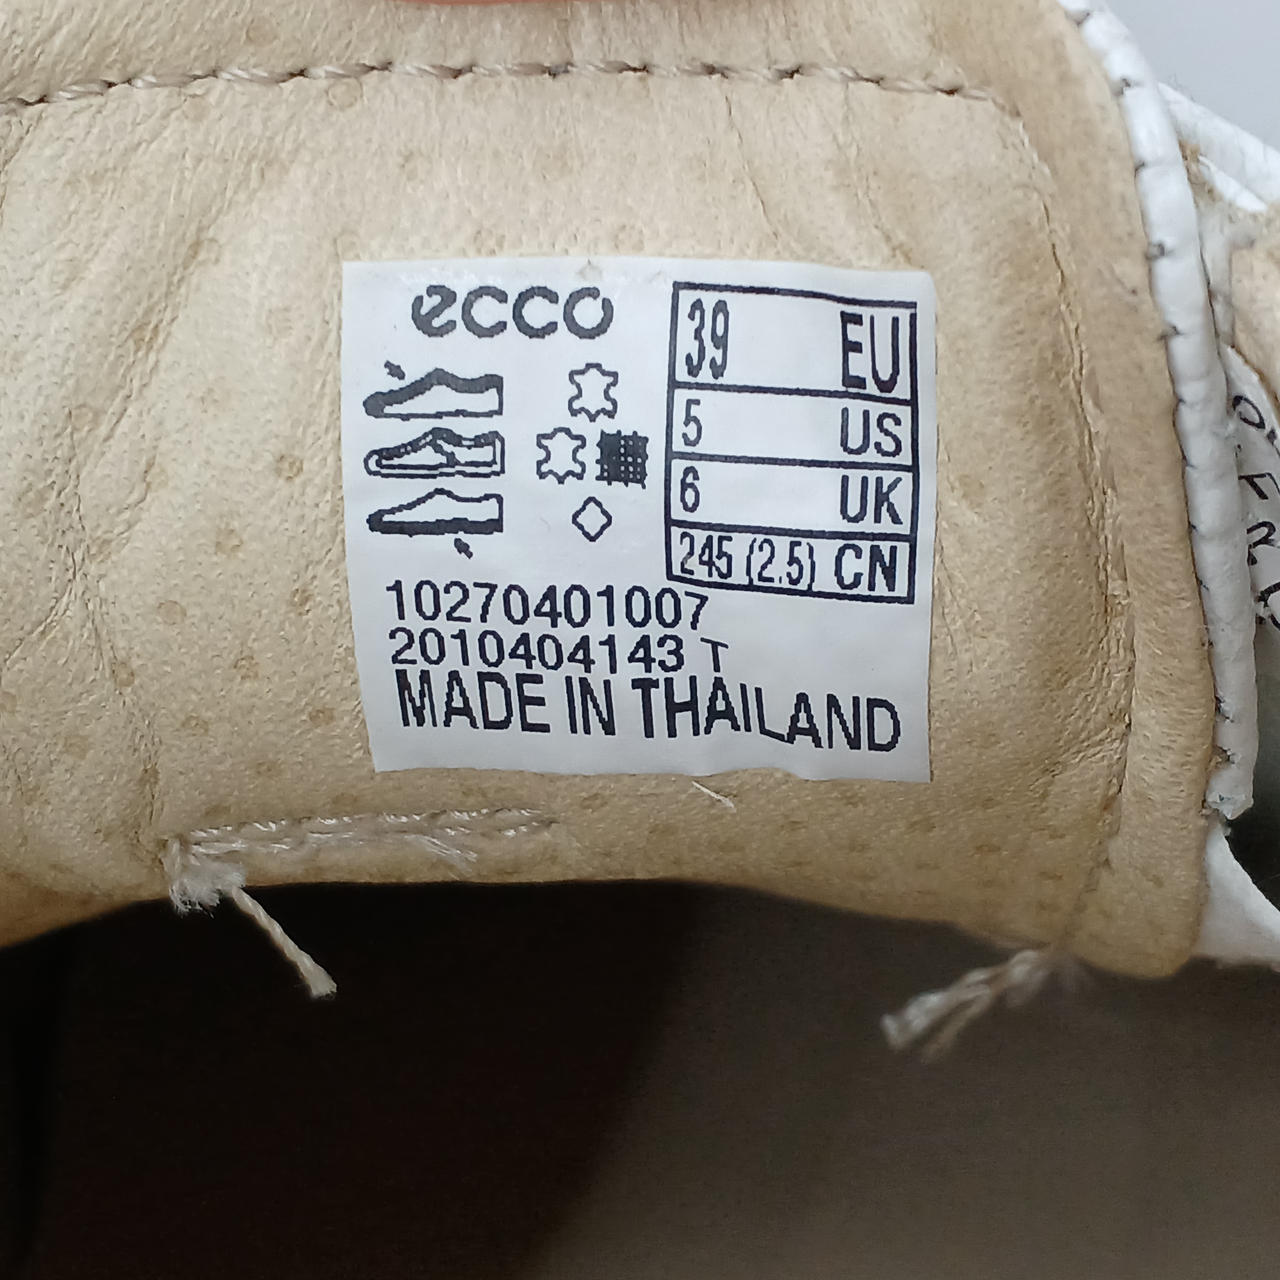 ecco
39 EU
5 US
6 UK
245 (2.5) CN
10270401007
2010404143 T
MADE IN THAILAND